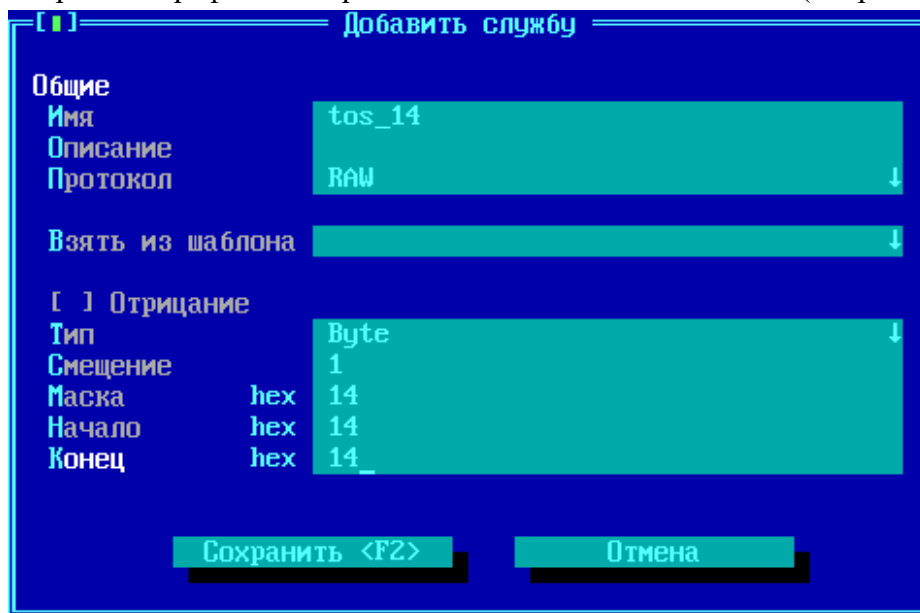 [▮] Добавить службу
Общие
Имя tos_14
Описание
Протокол RAW ↓
Взять из шаблона ↓
[ ] Отрицание
Тип Byte ↓
Смещение 1
Маска hex 14
Начало hex 14
Конец hex 14_
Сохранить <F2> Отмена